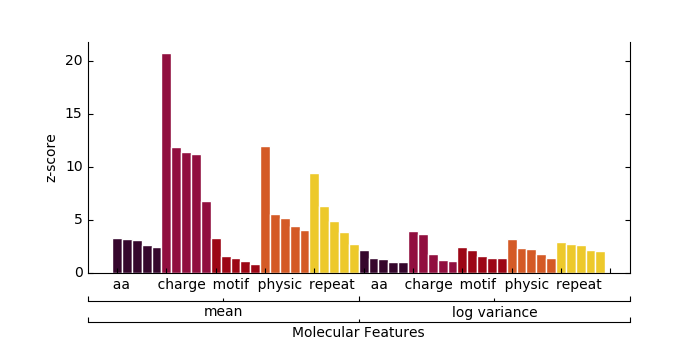 20
15
10
5
0
z-score
aa charge motif physic repeat aa charge motif physic repeat
mean log variance
Molecular Features